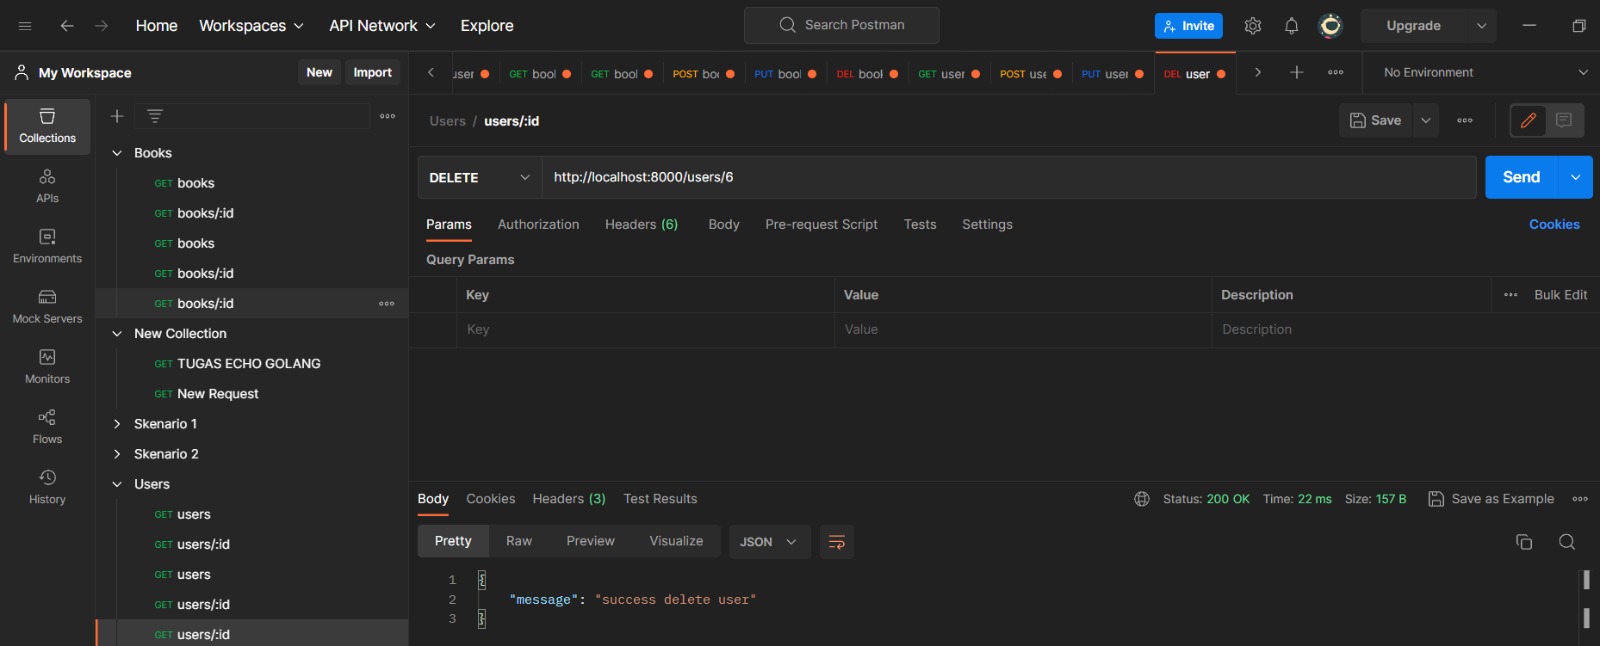 Home Workspaces API Network Explore Search Postman Invite Upgrade
My Workspace New Import
user GET bool GET bool POST boo PUT bool DEL bool GET user POST use PUT user DEL user No Environment
Collections
APIs
Environments
Mock Servers
Monitors
Flows
History
Books
GET books
GET books/:id
GET books
GET books/:id
GET books/:id
New Collection
GET TUGAS ECHO GOLANG
GET New Request
Skenario 1
Skenario 2
Users
GET users
GET users/:id
GET users
GET users/:id
GET users/:id
Users / users/:id Save
DELETE http://localhost:8000/users/6 Send
Params Authorization Headers (6) Body Pre-request Script Tests Settings Cookies
Query Params
Key Value Description Bulk Edit
Key Value Description
Body Cookies Headers (3) Test Results Status: 200 OK Time: 22 ms Size: 157 B Save as Example
Pretty Raw Preview Visualize JSON
1 {
2 "message": "success delete user"
3 }